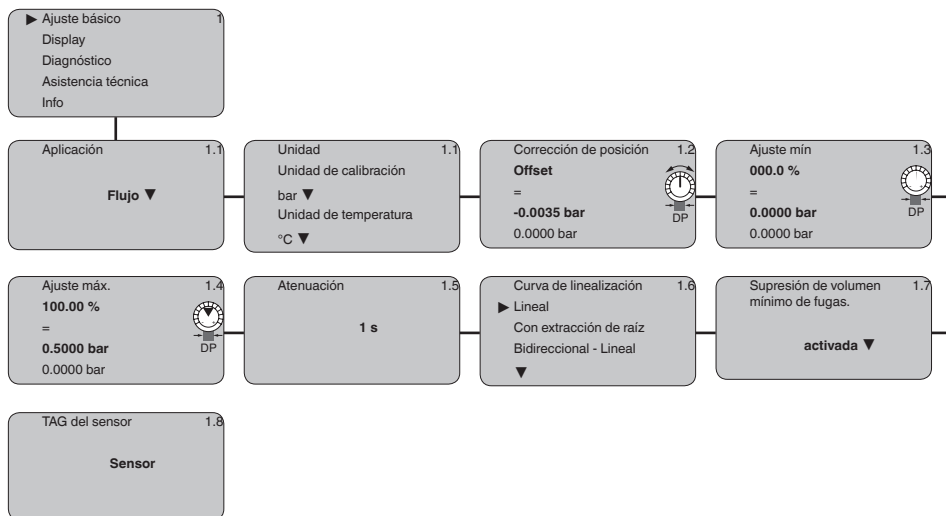 ▶ Ajuste básico 1
Display
Diagnóstico
Asistencia técnica
Info
Aplicación 1.1
Flujo ▼
Unidad 1.1
Unidad de calibración
bar ▼
Unidad de temperatura
°C ▼
Corrección de posición 1.2
Offset
=
-0.0035 bar
0.0000 bar
DP
Ajuste mín 1.3
000.0 %
=
0.0000 bar
0.0000 bar
DP
Ajuste máx. 1.4
100.00 %
=
0.5000 bar
0.0000 bar
DP
Atenuación 1.5
1 s
Curva de linealización 1.6
▶ Lineal
Con extracción de raíz
Bidireccional - Lineal
▼
Supresión de volumen 1.7
mínimo de fugas.
activada ▼
TAG del sensor 1.8
Sensor